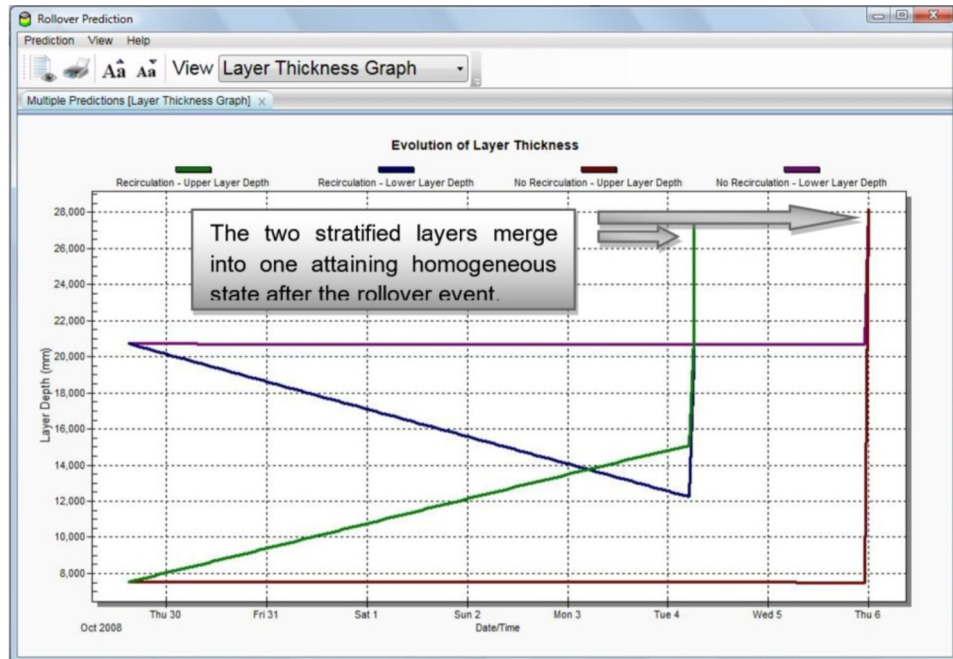 Rollover Prediction
Prediction View Help
Aa Aa View Layer Thickness Graph
Multiple Predictions [Layer Thickness Graph]
Evolution of Layer Thickness
Recirculation - Upper Layer Depth Recirculation - Lower Layer Depth No Recirculation - Upper Layer Depth No Recirculation - Lower Layer Depth
The two stratified layers merge
into one attaining homogeneous
state after the rollover event.
Layer Depth (mm)
28,000
26,000
24,000
22,000
20,000
18,000
16,000
14,000
12,000
10,000
8,000
Thu 30 Fri 31 Sat 1 Sun 2 Mon 3 Tue 4 Wed 5 Thu 6
Oct 2008
Date/Time